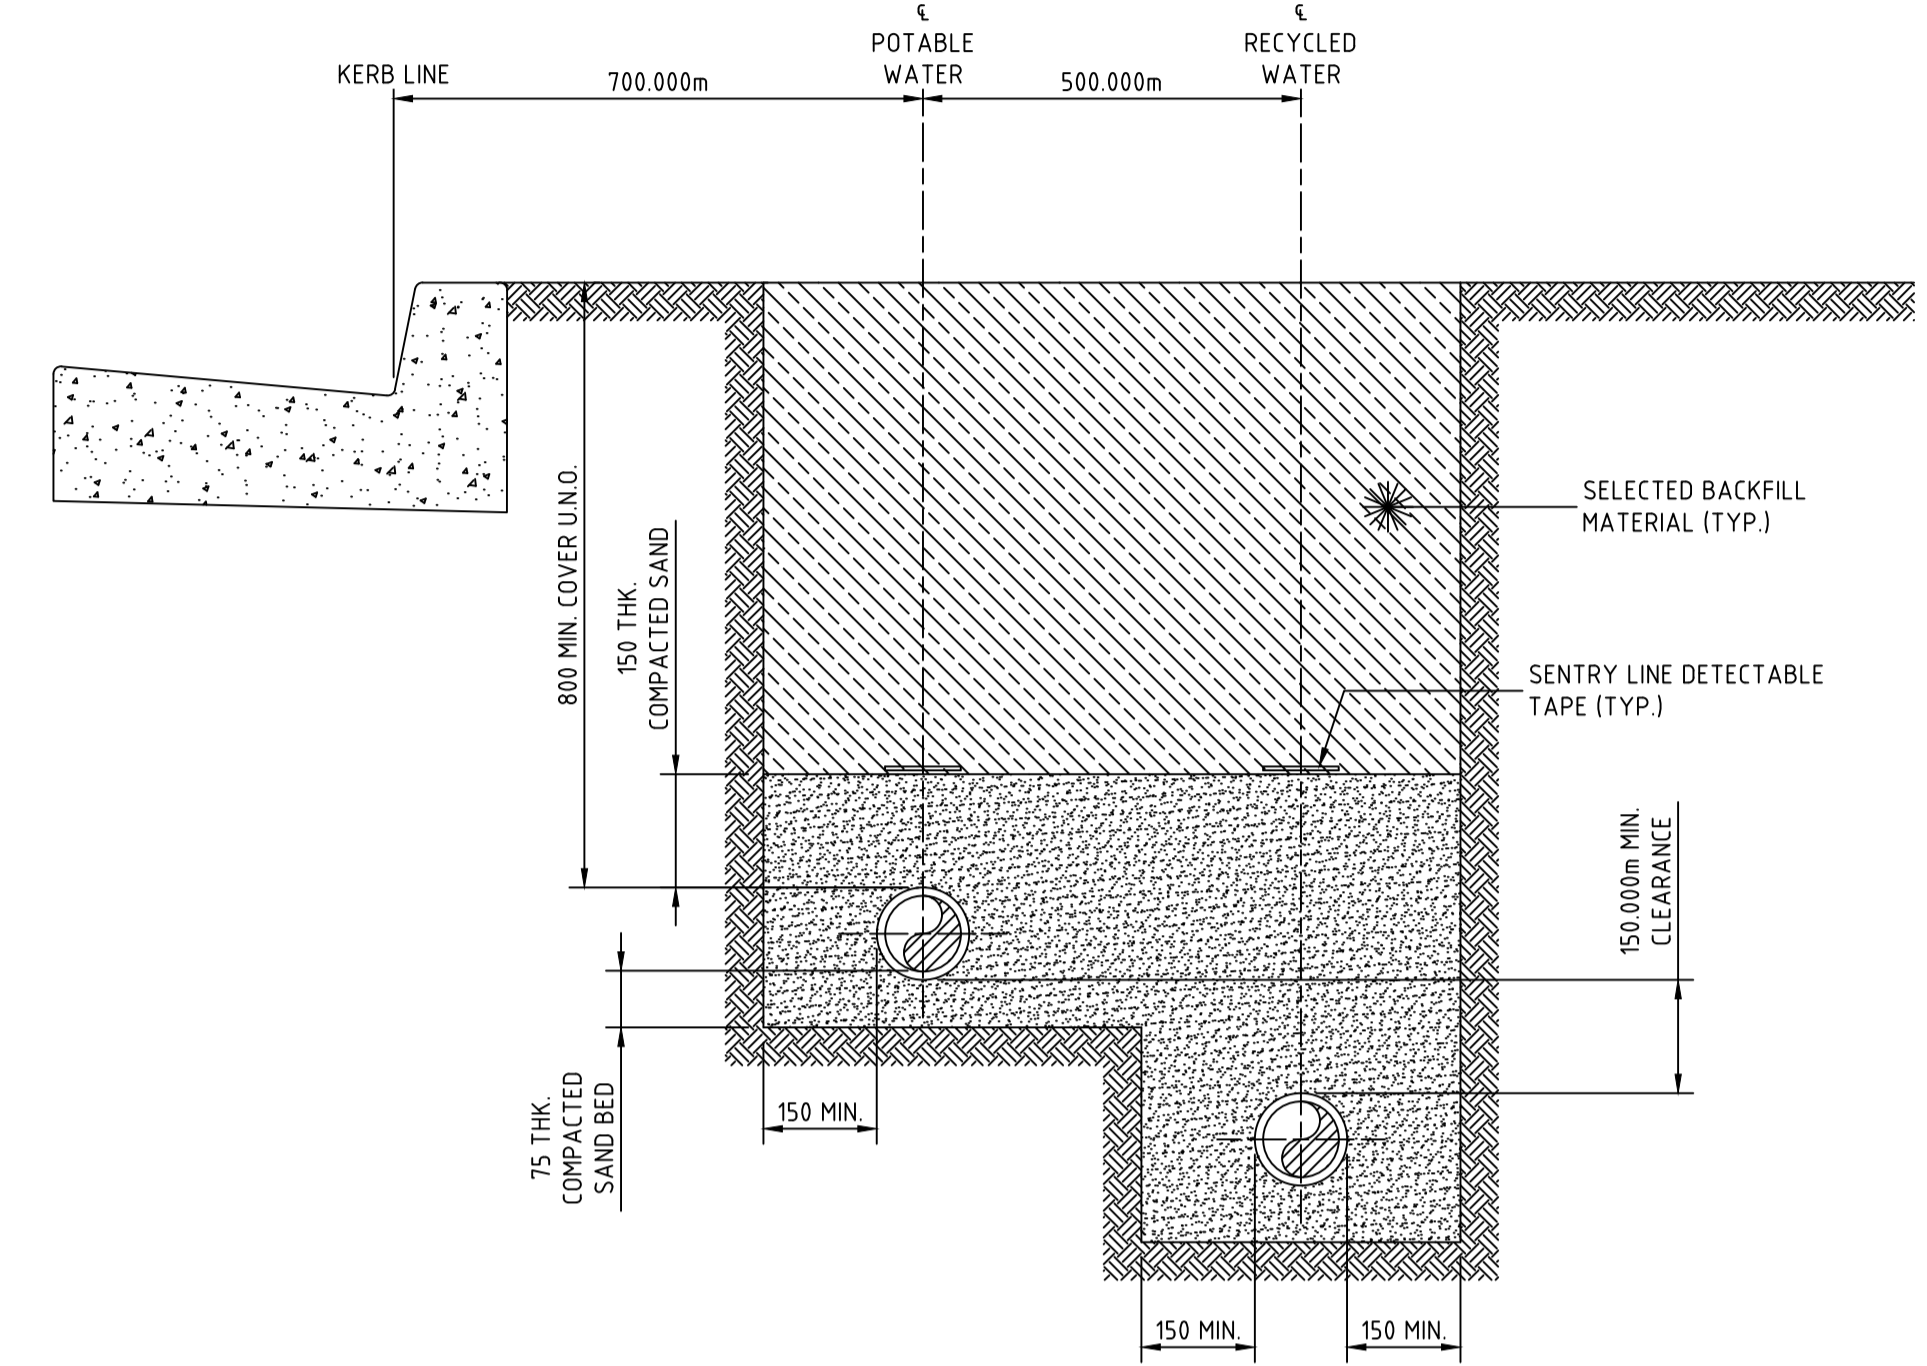 ℄
POTABLE
WATER
℄
RECYCLED
WATER
KERB LINE
700.000m
500.000m
800 MIN. COVER U.N.O.
150 THK.
COMPACTED SAND
SELECTED BACKFILL
MATERIAL (TYP.)
SENTRY LINE DETECTABLE
TAPE (TYP.)
150.000m MIN.
CLEARANCE
75 THK.
COMPACTED
SAND BED
150 MIN.
150 MIN.
150 MIN.